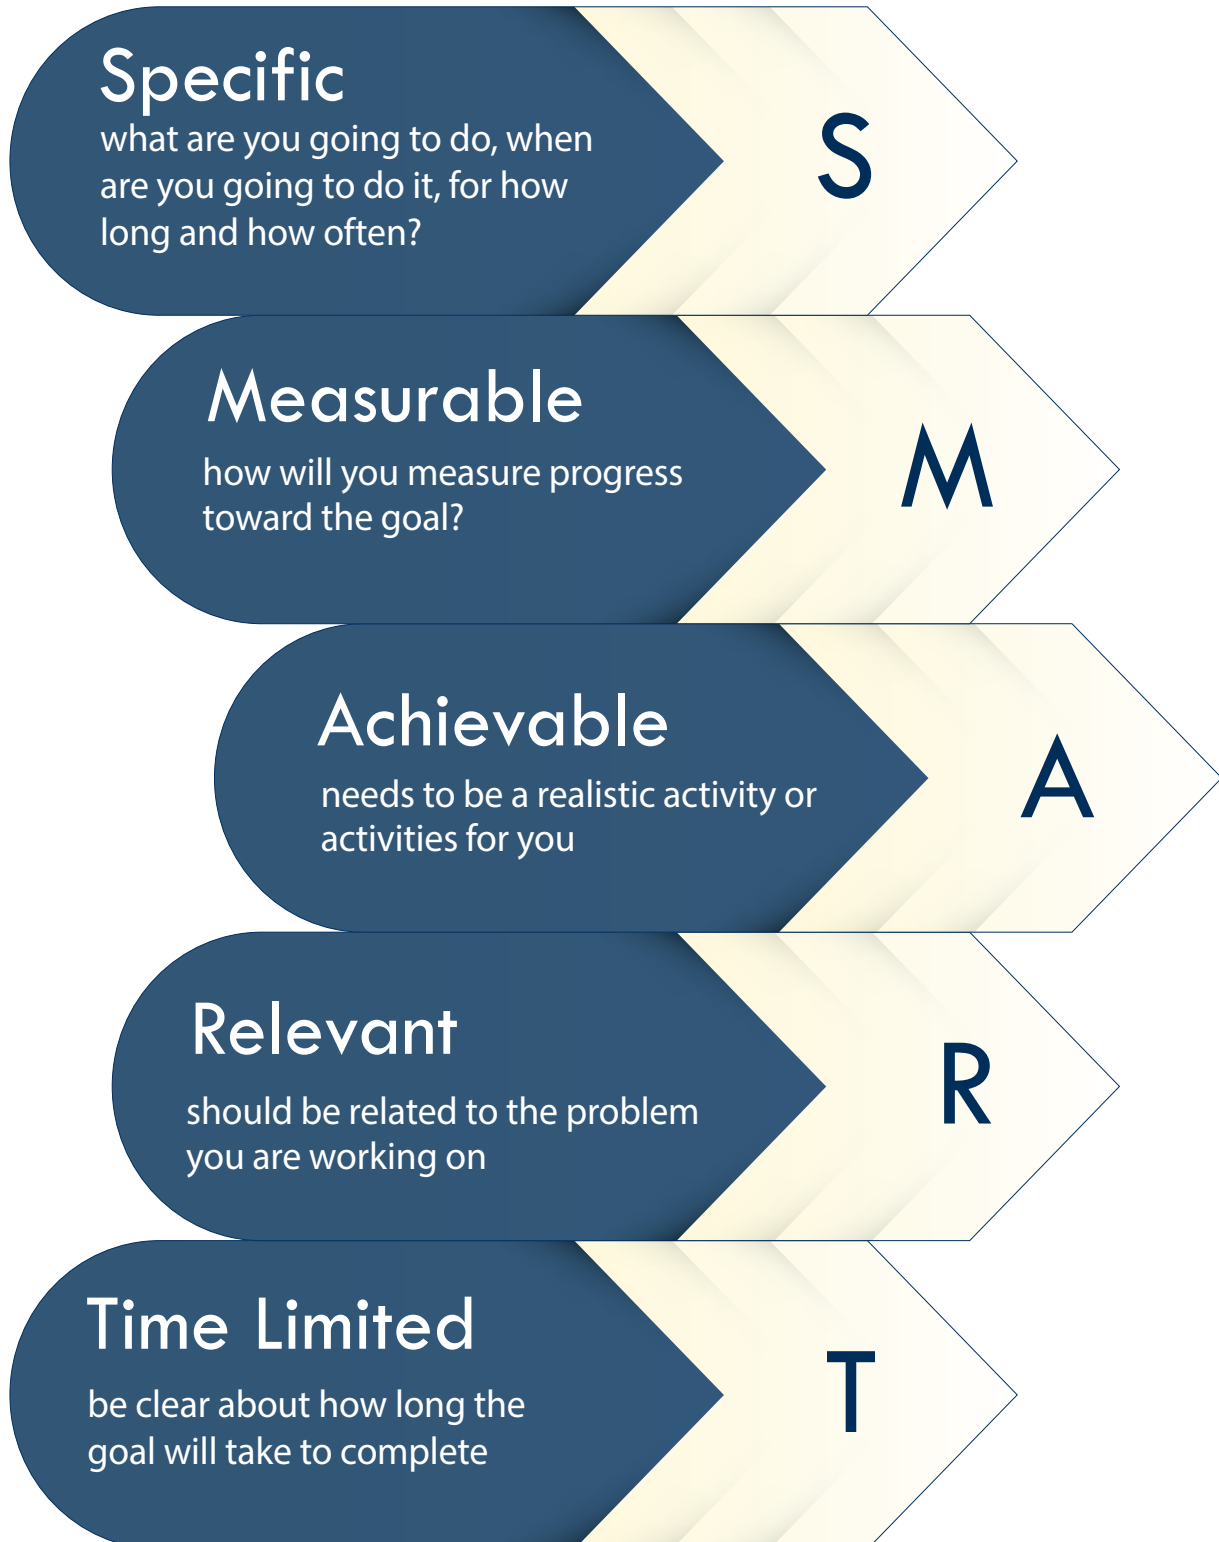 Specific
what are you going to do, when
are you going to do it, for how
long and how often?
S
Measurable
how will you measure progress
toward the goal?
M
Achievable
needs to be a realistic activity or
activities for you
A
Relevant
should be related to the problem
you are working on
R
Time Limited
be clear about how long the
goal will take to complete
T